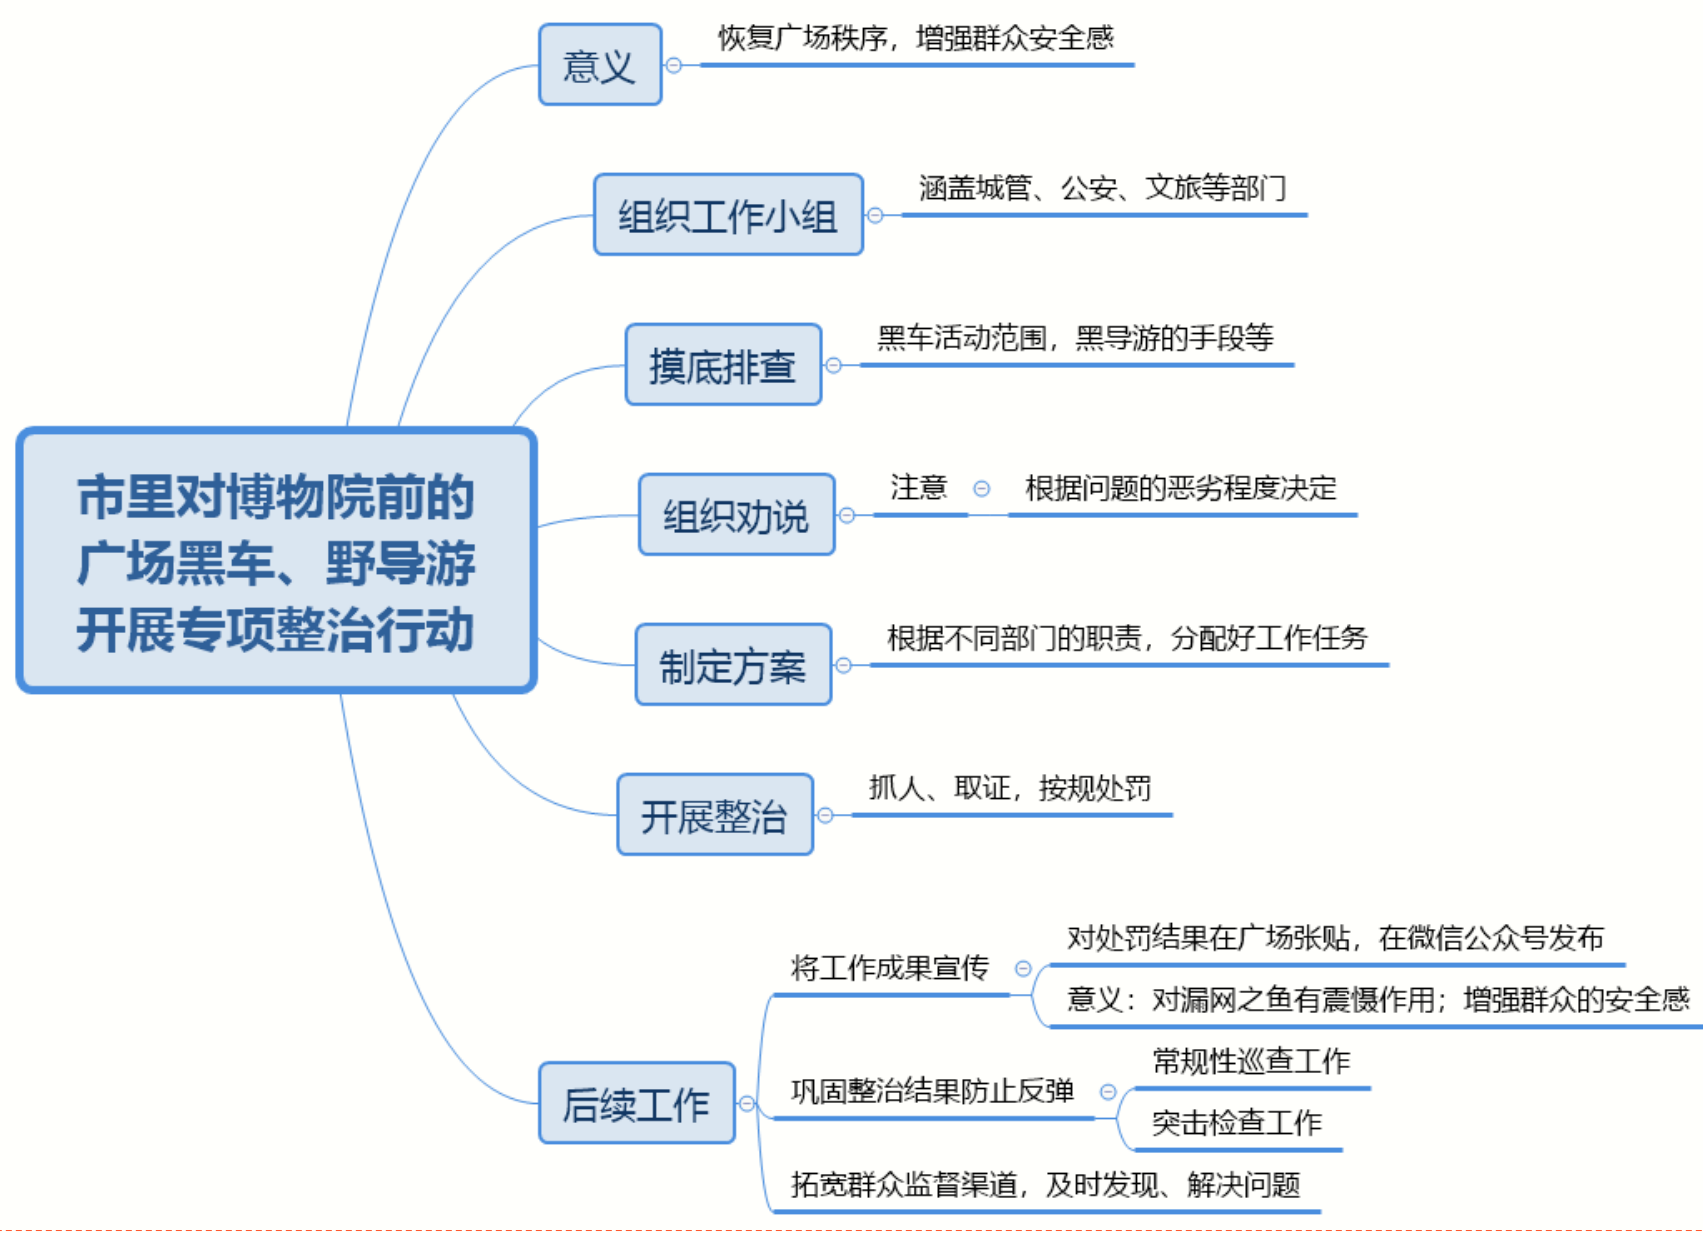 意义
恢复广场秩序，增强群众安全感
组织工作小组
涵盖城管、公安、文旅等部门
摸底排查
黑车活动范围，黑导游的手段等
市里对博物院前的
广场黑车、野导游
开展专项整治行动
组织劝说
注意
根据问题的恶劣程度决定
制定方案
根据不同部门的职责，分配好工作任务
开展整治
抓人、取证，按规处罚
后续工作
将工作成果宣传
对处罚结果在广场张贴，在微信公众号发布
意义：对漏网之鱼有震慑作用；增强群众的安全感
巩固整治结果防止反弹
常规性巡查工作
突击检查工作
拓宽群众监督渠道，及时发现、解决问题